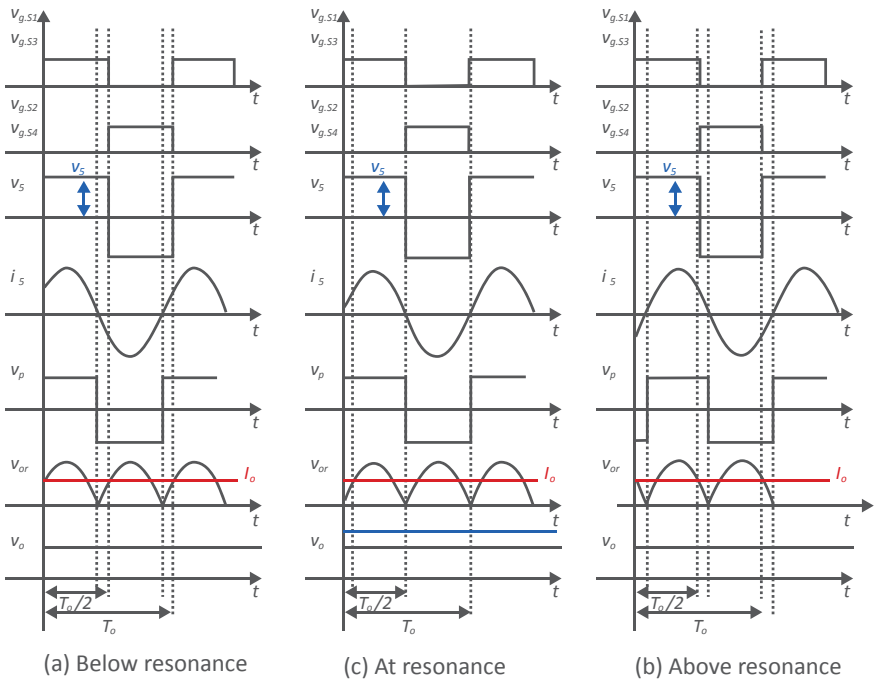 v_g.S1
v_g.S3
t
v_g.S2
v_g.S4
t
v_5
v_5
t
i_5
t
v_p
t
v_or
I_o
t
v_o
t
T_o/2
T_o
(a) Below resonance
v_g.S1
v_g.S3
t
v_g.S2
v_g.S4
t
v_5
v_5
t
i_5
t
v_p
t
v_or
I_o
t
v_o
t
T_o/2
T_o
(c) At resonance
v_g.S1
v_g.S3
t
v_g.S2
v_g.S4
t
v_5
v_5
t
i_5
t
v_p
t
v_or
I_o
t
v_o
t
T_o/2
T_o
(b) Above resonance